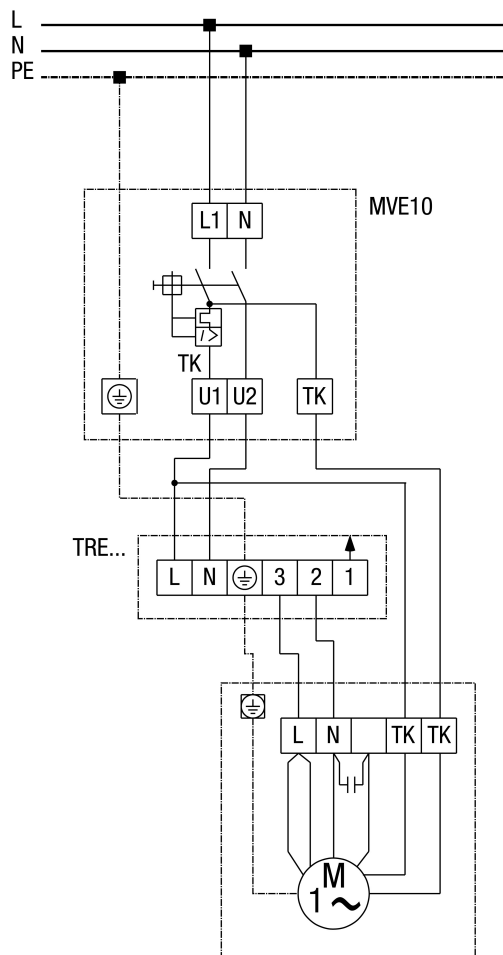 L
N
PE
MVE10
L1 N
I>
TK
U1 U2 TK
TRE...
L N 3 2 1
L N TK TK
M
1~